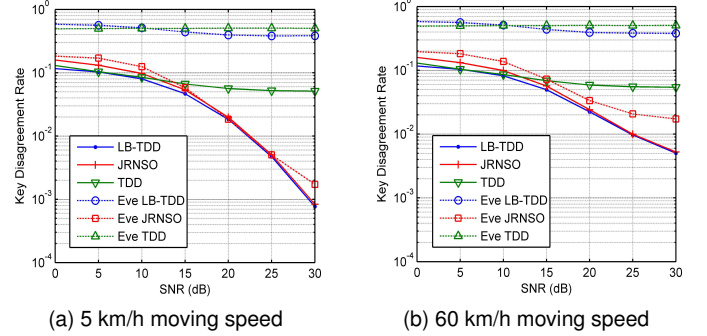 10^0
10^-1
10^-2
10^-3
10^-4
Key Disagreement Rate
LB-TDD
JRNSO
TDD
Eve LB-TDD
Eve JRNSO
Eve TDD
0 5 10 15 20 25 30
SNR (dB)
(a) 5 km/h moving speed
10^0
10^-1
10^-2
10^-3
10^-4
Key Disagreement Rate
LB-TDD
JRNSO
TDD
Eve LB-TDD
Eve JRNSO
Eve TDD
0 5 10 15 20 25 30
SNR (dB)
(b) 60 km/h moving speed